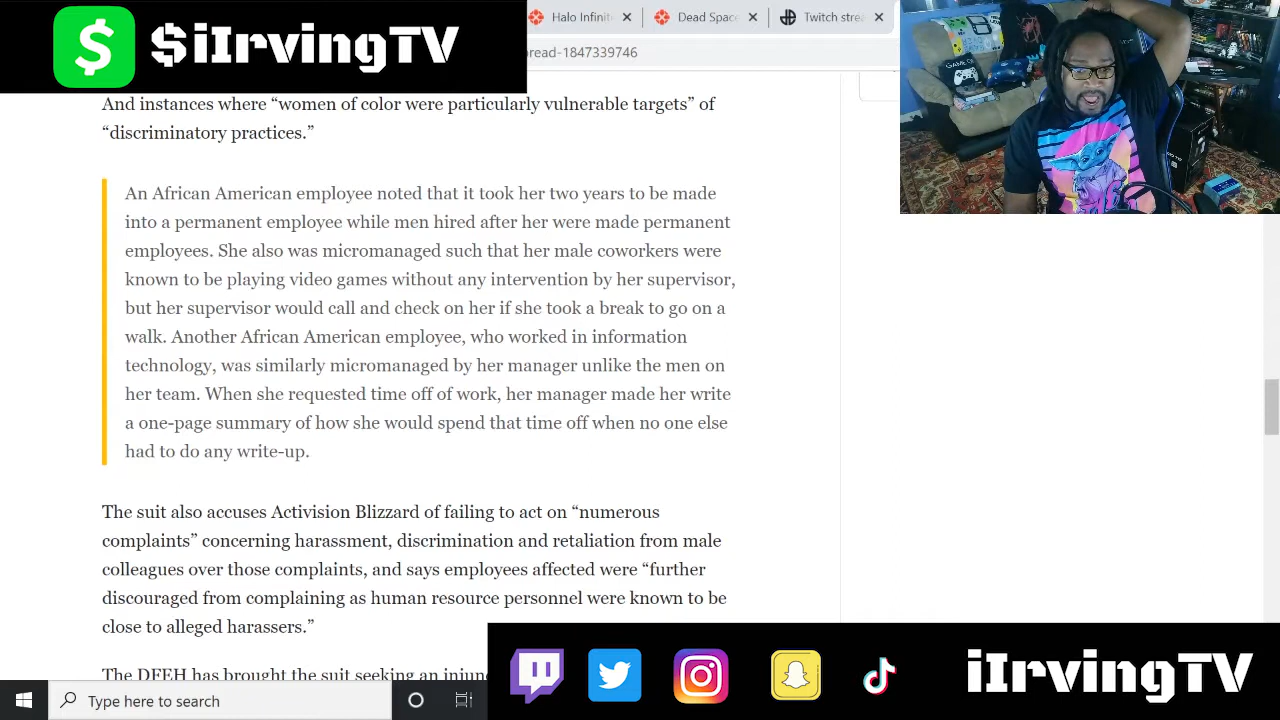 $iIrvingTV
Halo Infinit
Dead Spac
Twitch strea
pread-1847339746
And instances where “women of color were particularly vulnerable targets” of
“discriminatory practices.”
An African American employee noted that it took her two years to be made
into a permanent employee while men hired after her were made permanent
employees. She also was micromanaged such that her male coworkers were
known to be playing video games without any intervention by her supervisor,
but her supervisor would call and check on her if she took a break to go on a
walk. Another African American employee, who worked in information
technology, was similarly micromanaged by her manager unlike the men on
her team. When she requested time off of work, her manager made her write
a one-page summary of how she would spend that time off when no one else
had to do any write-up.
The suit also accuses Activision Blizzard of failing to act on “numerous
complaints” concerning harassment, discrimination and retaliation from male
colleagues over those complaints, and says employees affected were “further
discouraged from complaining as human resource personnel were known to be
close to alleged harassers.”
The DFEH has brought the suit seeking an injun
iIrvingTV
Type here to search